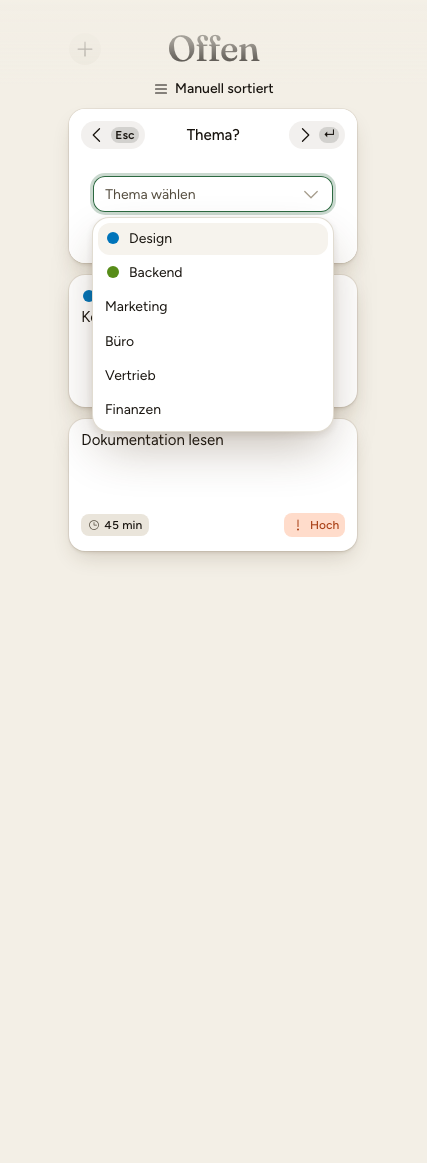 Offen
Manuell sortiert
Esc
Thema?
Thema wählen
Design
Backend
Marketing
Büro
Vertrieb
Finanzen
Dokumentation lesen
45 min
! Hoch